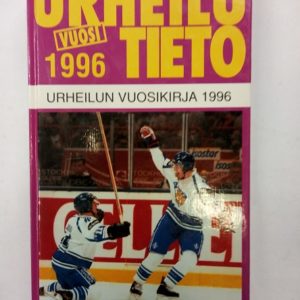 URHEILU
VUOSI
1996 TIETO
URHEILUN VUOSIKIRJA 1996